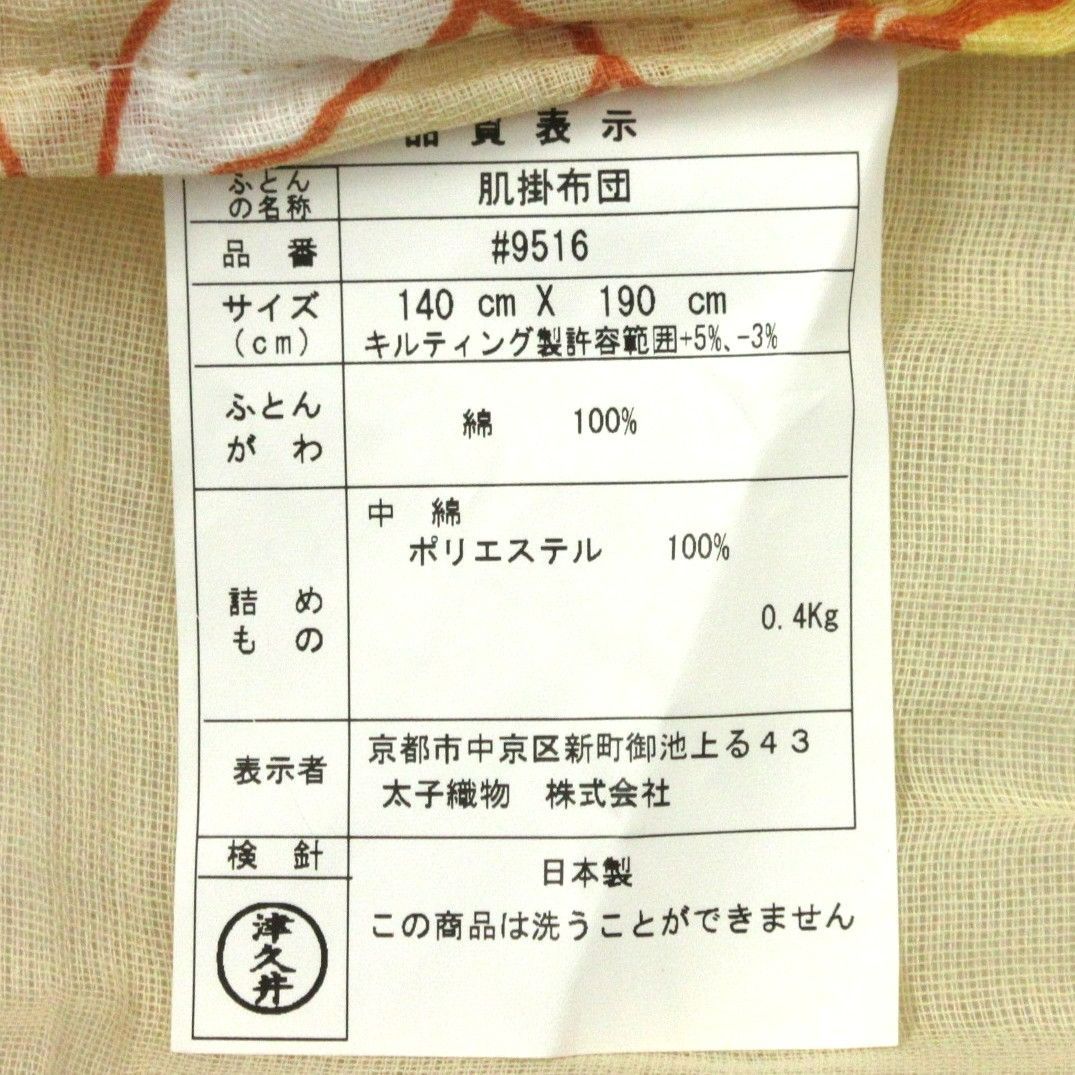 品質表示
ふとんの名称 肌掛布団
品番 #9516
サイズ(cm) 140 cm X 190 cm
キルティング製許容範囲+5%、-3%
ふとんがわ 綿 100%
詰めもの 中綿
ポリエステル 100%
0.4Kg
表示者 京都市中京区新町御池上る43
太子織物 株式会社
検針
日本製
この商品は洗うことができません
津久井